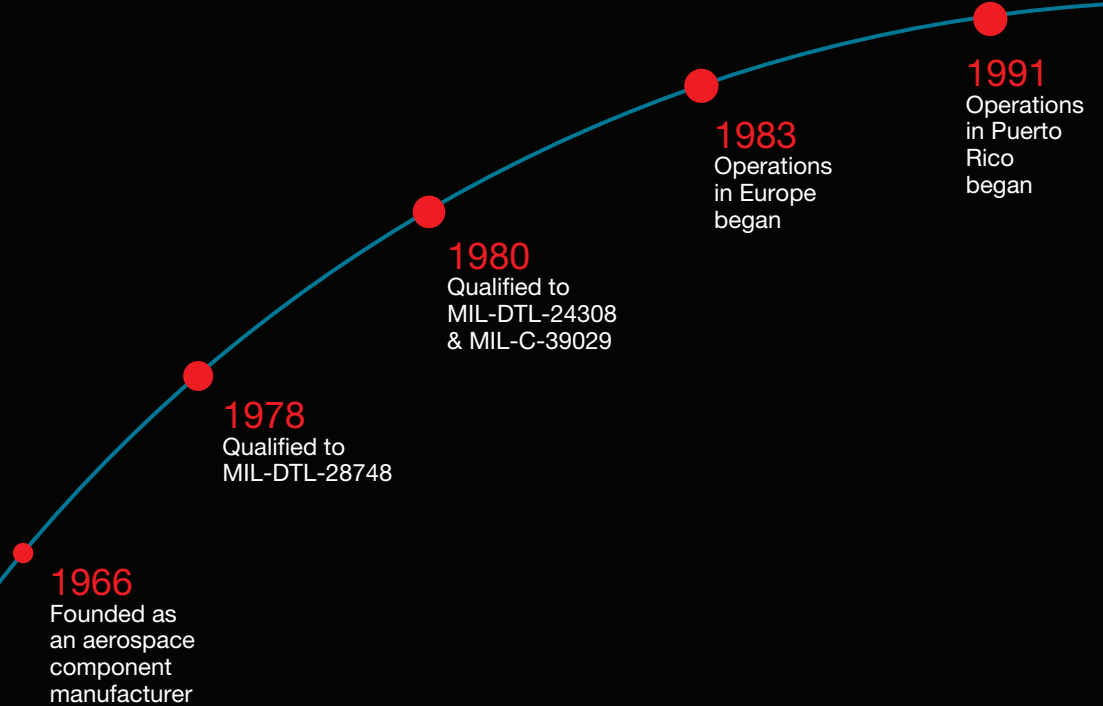 1966
Founded as
an aerospace
component
manufacturer
1978
Qualified to
MIL-DTL-28748
1980
Qualified to
MIL-DTL-24308
& MIL-C-39029
1983
Operations
in Europe
began
1991
Operations
in Puerto
Rico
began